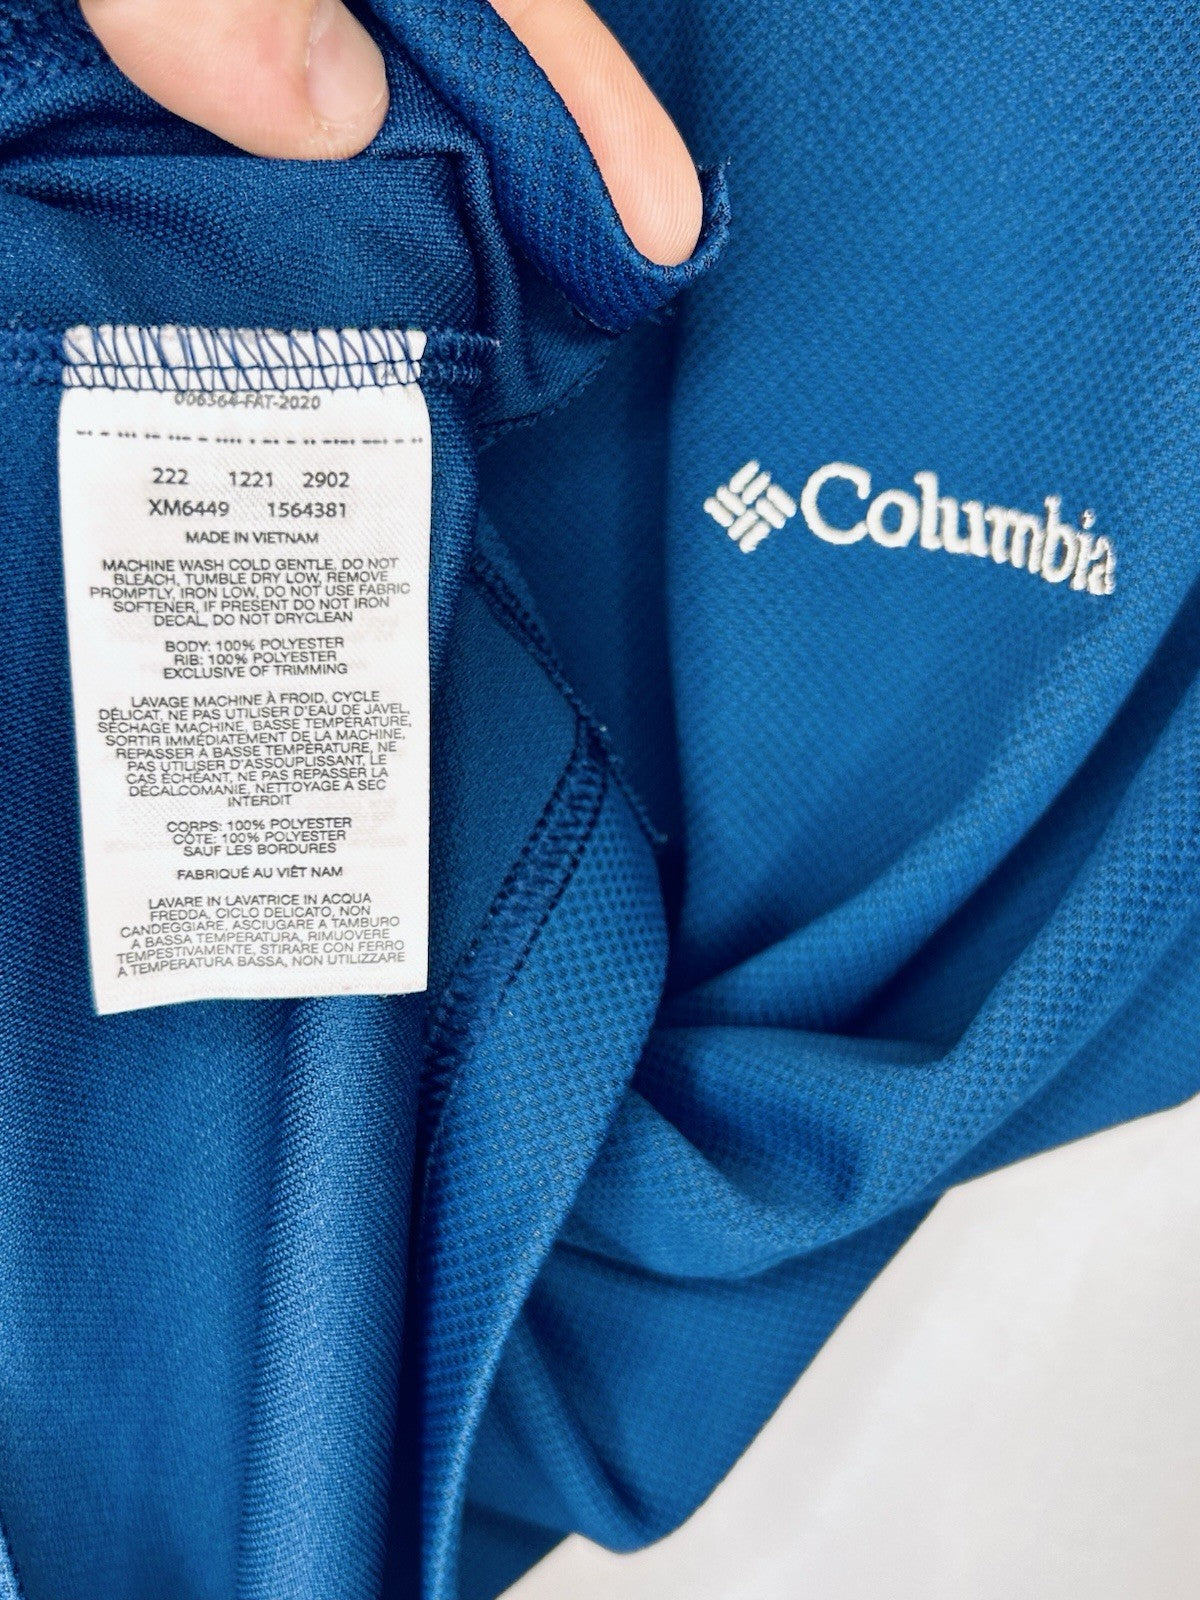 006364-FAT-2020
222 1221 2902
XM6449 1564381
MADE IN VIETNAM
MACHINE WASH COLD GENTLE, DO NOT
BLEACH, TUMBLE DRY LOW, REMOVE
PROMPTLY, IRON LOW, DO NOT USE FABRIC
SOFTENER, IF PRESENT DO NOT IRON
DECAL, DO NOT DRYCLEAN
BODY: 100% POLYESTER
RIB: 100% POLYESTER
EXCLUSIVE OF TRIMMING
LAVAGE MACHINE À FROID, CYCLE
DÉLICAT, NE PAS UTILISER D'EAU DE JAVEL,
SÉCHAGE MACHINE, BASSE TEMPÉRATURE,
SORTIR IMMÉDIATEMENT DE LA MACHINE,
REPASSER À BASSE TEMPÉRATURE, NE
PAS UTILISER D'ASSOUPLISSANT, LE
CAS ÉCHÉANT, NE PAS REPASSER LA
DÉCALCOMANIE, NETTOYAGE A SEC
INTERDIT
CORPS: 100% POLYESTER
CÔTE: 100% POLYESTER
SAUF LES BORDURES
FABRIQUÉ AU VIÊT NAM
LAVARE IN LAVATRICE IN ACQUA
FREDDA, CICLO DELICATO, NON
CANDEGGIARE, ASCIUGARE A TAMBURO
A BASSA TEMPERATURA, RIMUOVERE
TEMPESTIVAMENTE, STIRARE CON FERRO
A TEMPERATURA BASSA, NON UTILIZZARE
Columbia